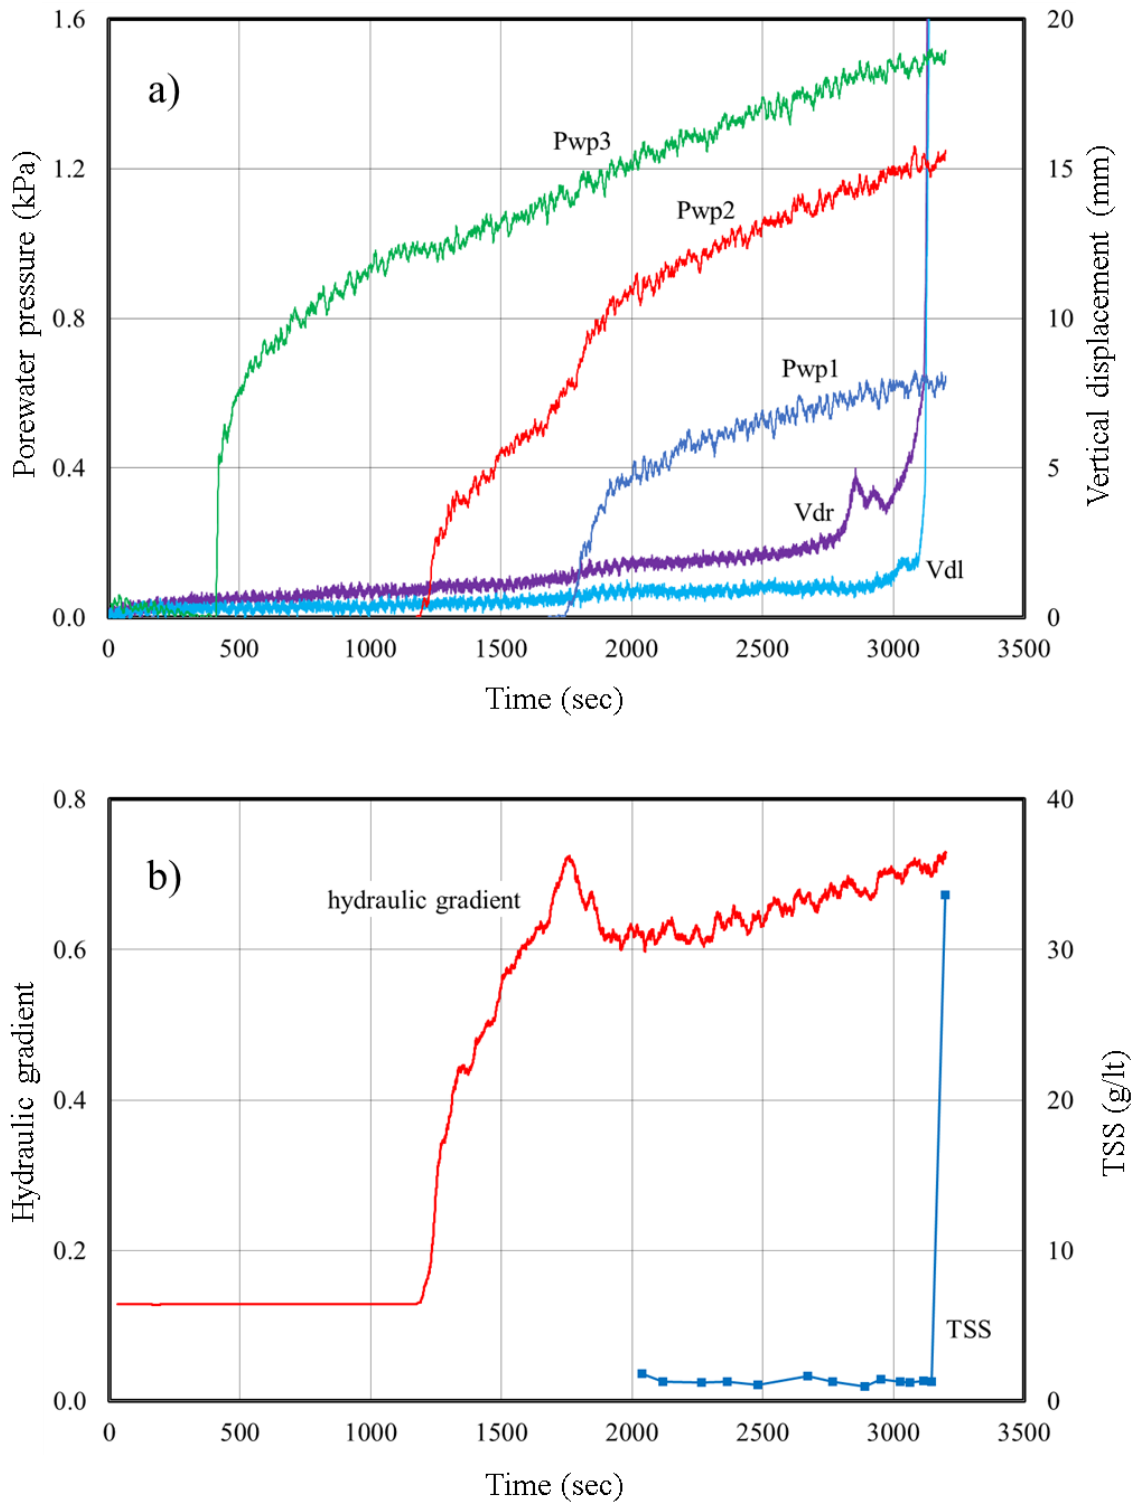 1.6
20
a)
Pwp3
1.2
15
Pwp2
Porewater pressure (kPa)
Vertical displacement (mm)
0.8
10
Pwp1
0.4
5
Vdr
Vdl
0.0
0
0 500 1000 1500 2000 2500 3000 3500
Time (sec)
0.8
40
b)
hydraulic gradient
0.6
30
Hydraulic gradient
TSS (g/lt)
0.4
20
0.2
10
TSS
0.0
0
0 500 1000 1500 2000 2500 3000 3500
Time (sec)